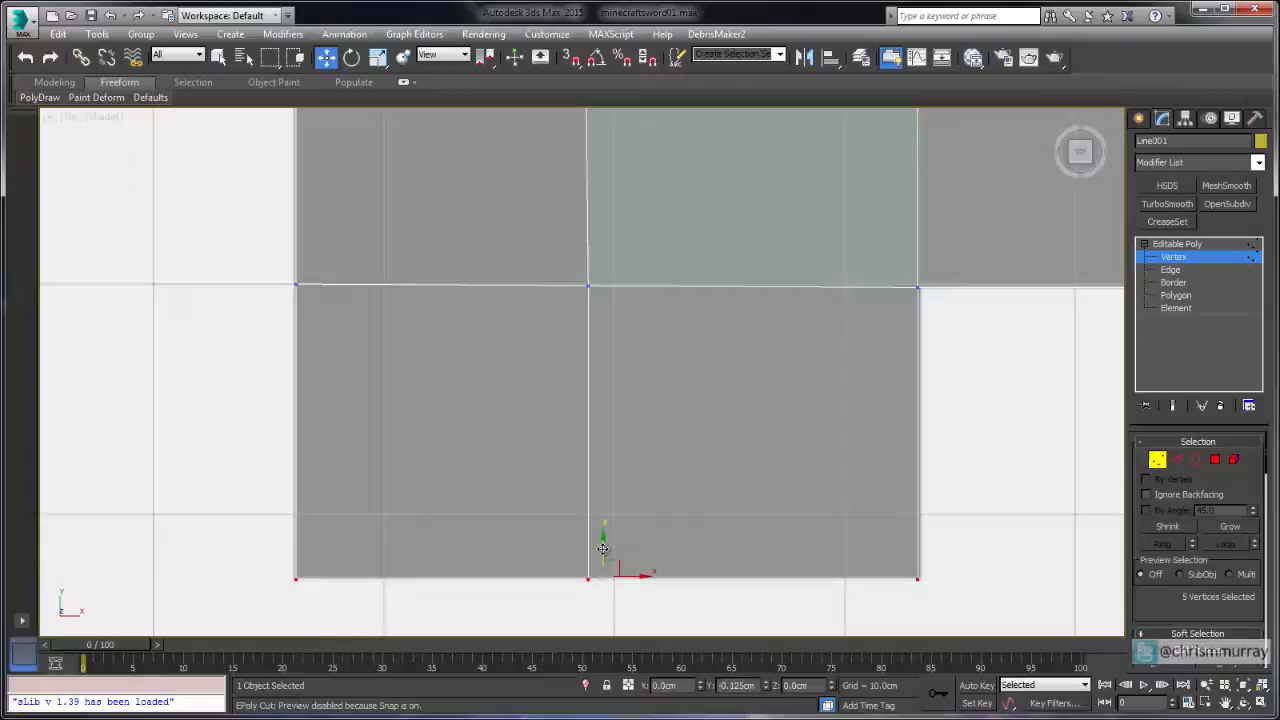 Workspace: Default
Autodesk 3ds Max 2015    minecraftsword01.max
Type a keyword or phrase
MAX
Edit Tools Group Views Create Modifiers Animation Graph Editors Rendering Customize MAXScript Help DebrisMaker2
All
View
Create Selection Se
Modeling Freeform Selection Object Paint Populate
PolyDraw Paint Deform Defaults
Line001
Modifier List
HSDS MeshSmooth
TurboSmooth OpenSubdiv
CreaseSet
Editable Poly
Vertex
Edge
Border
Polygon
Element
Selection
By Vertex
Ignore Backfacing
By Angle: 45.0
Shrink Grow
Ring Loop
Preview Selection
Off SubObj Multi
5 Vertices Selected
Soft Selection
@chrismmurray
y
x
y
z x
0 / 100
0 5 10 15 20 25 30 35 40 45 50 55 60 65 70 75 80 85 90 95 100
1 Object Selected
X: 0.0cm Y: -0.125cm Z: 0.0cm Grid = 10.0cm
Auto Key Selected
"sLib v 1.39 has been loaded"
EPoly Cut: Preview disabled because Snap is on.
Add Time Tag
Set Key Key Filters...
0